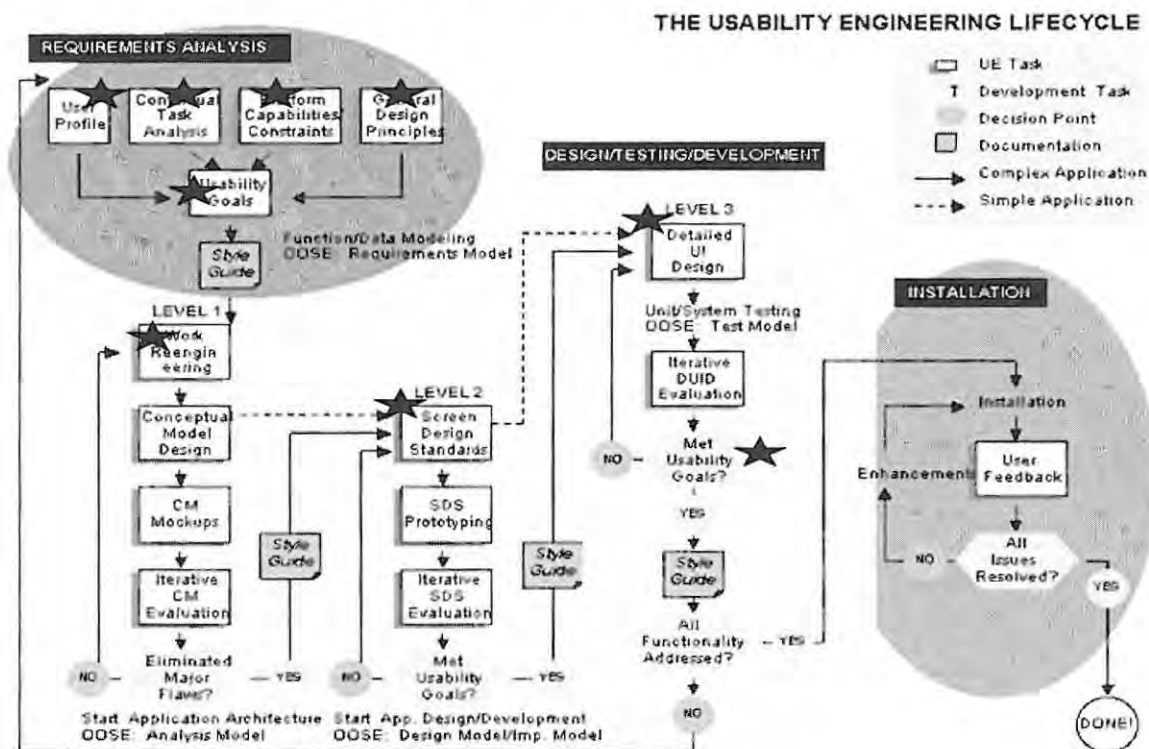 THE USABILITY ENGINEERING LIFECYCLE
UE Task
T Development Task
Decision Point
Documentation
Complex Application
Simple Application
REQUIREMENTS ANALYSIS
User
Profile
Task
Analysis
Capabilities/
Constraints
Design
Principles
Usability
Goals
Style
Guide
Function/Data Modeling
OOSE: Requirements Model
DESIGN/TESTING/DEVELOPMENT
LEVEL 1
Work
Reengin
eering
Conceptual
Model
Design
CM
Mockups
Iterative
CM
Evaluation
Eliminated
Major
Flaws?
NO
YES
Style
Guide
Start Application Architecture
OOSE: Analysis Model
LEVEL 2
Screen
Design
Standards
SDS
Prototyping
Iterative
SDS
Evaluation
Met
Usability
Goals?
NO
YES
Style
Guide
Start App. Design/Development
OOSE: Design Model/Imp. Model
LEVEL 3
Detailed
UI
Design
Unit/System Testing
OOSE: Test Model
Iterative
DUID
Evaluation
Met
Usability
Goals?
NO
YES
Style
Guide
All
Functionality
Addressed?
YES
NO
INSTALLATION
Installation
User
Feedback
Enhancements
All
Issues
Resolved?
NO
YES
DONE!